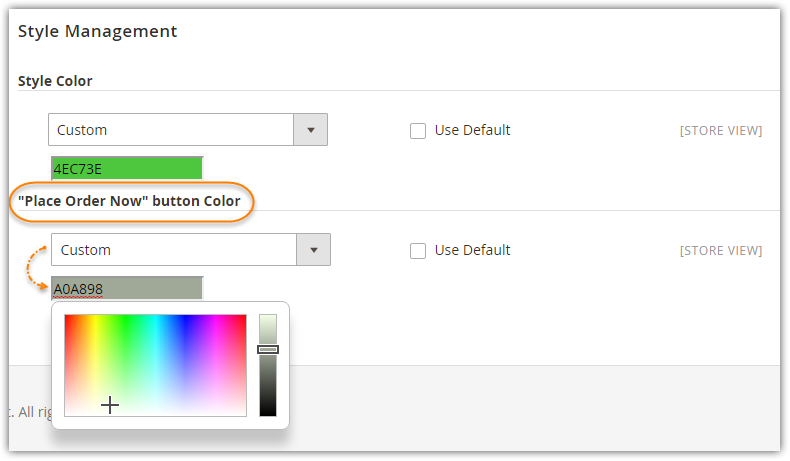 Style Management
Style Color
Custom
Use Default
[STORE VIEW]
4EC73E
"Place Order Now" button Color
Custom
Use Default
[STORE VIEW]
A0A898
. All rig